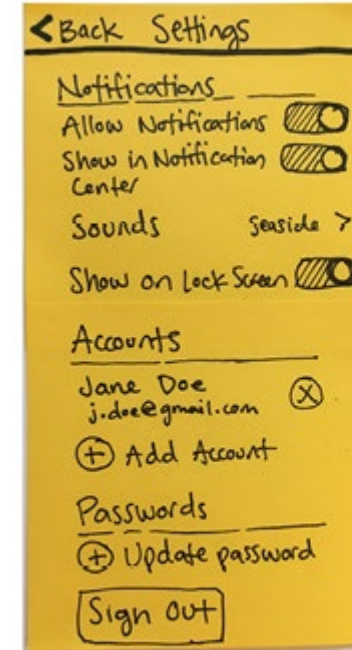 < Back Settings
Notifications
Allow Notifications
Show in Notification
Center
Sounds Seaside >
Show on Lock Screen
Accounts
Jane Doe
j.doe@gmail.com
Add Account
Passwords
Update password
Sign Out